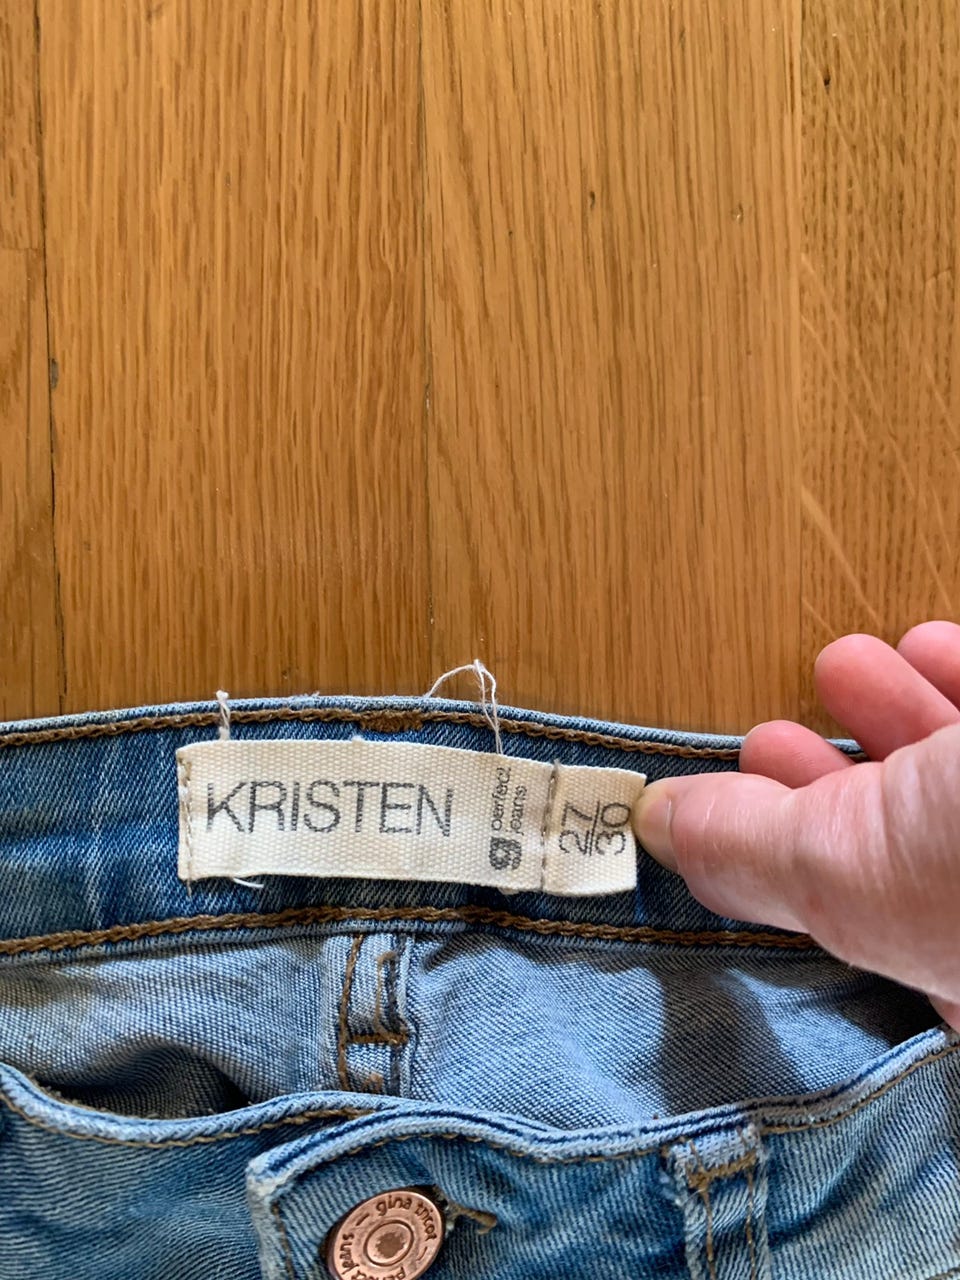 KRISTEN
g perfect
jeans
27/30
gina tricot — perfect jeans —